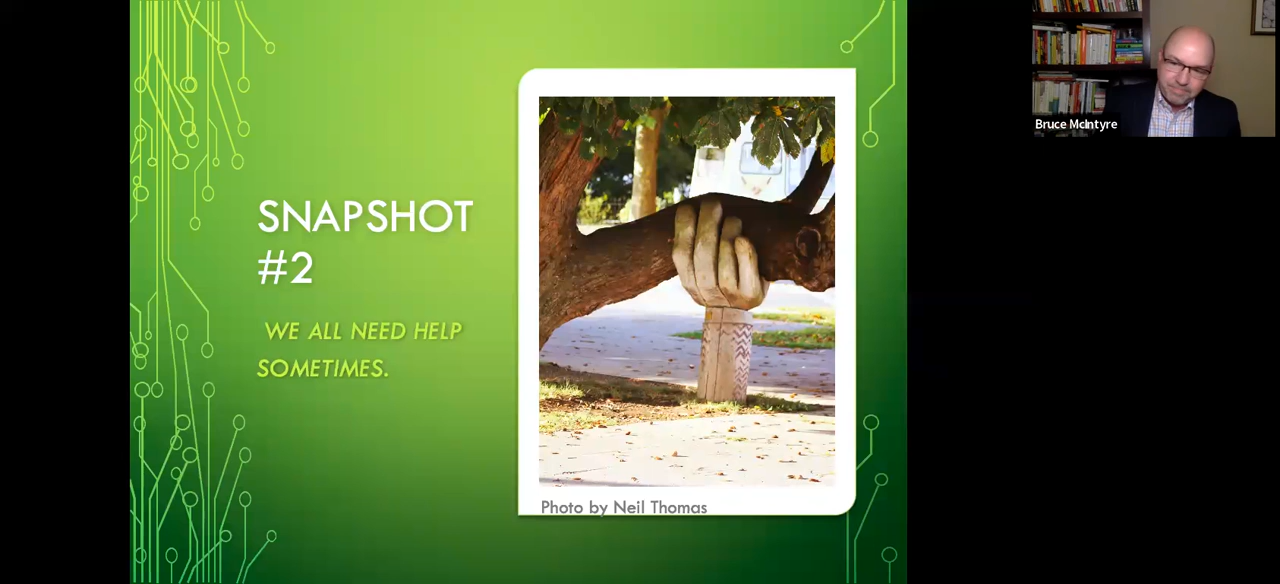 SNAPSHOT
#2
WE ALL NEED HELP
SOMETIMES.
Photo by Neil Thomas
Bruce McIntyre